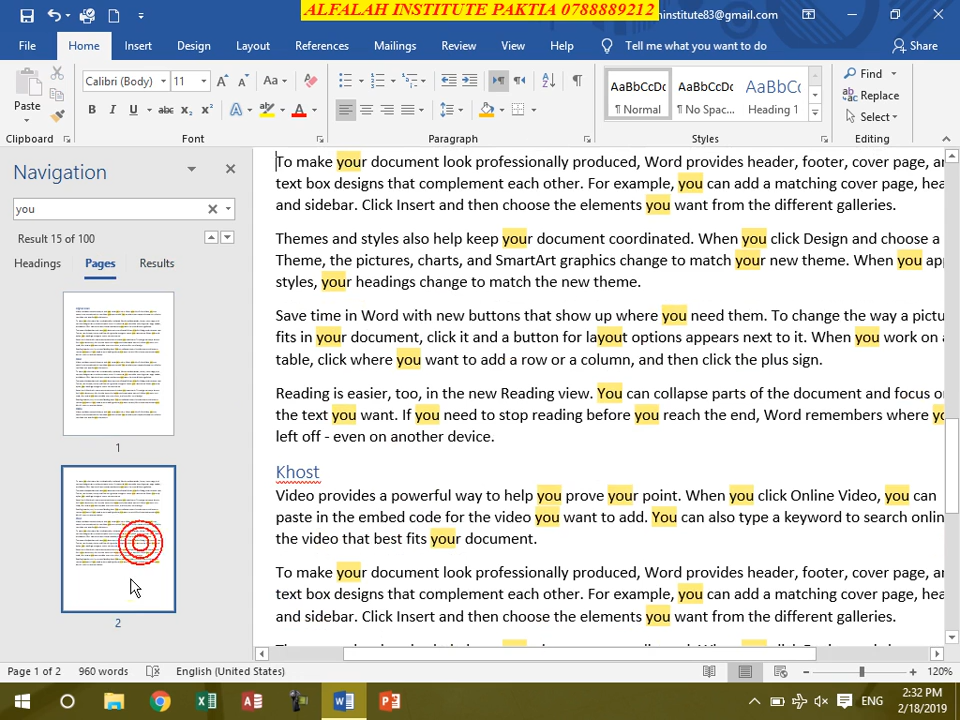 ALFALAH INSTITUTE PAKTIA 0788889212
ninstitute83@gmail.com
File Home Insert Design Layout References Mailings Review View Help Tell me what you want to do Share
Paste
Calibri (Body) 11 A A Aa
B I U abc X₂ X² A A
AaBbCcDc AaBbCcDc AaBbCc
¶ Normal ¶ No Spac... Heading 1
Find
Replace
Select
Clipboard Font Paragraph Styles Editing
Navigation
you
Result 15 of 100
Headings Pages Results
1
2
To make your document look professionally produced, Word provides header, footer, cover page, an
text box designs that complement each other. For example, you can add a matching cover page, hea
and sidebar. Click Insert and then choose the elements you want from the different galleries.
Themes and styles also help keep your document coordinated. When you click Design and choose a
Theme, the pictures, charts, and SmartArt graphics change to match your new theme. When you app
styles, your headings change to match the new theme.
Save time in Word with new buttons that show up where you need them. To change the way a pictu
fits in your document, click it and a button for layout options appears next to it. When you work on a
table, click where you want to add a row or a column, and then click the plus sign.
Reading is easier, too, in the new Reading view. You can collapse parts of the document and focus o
the text you want. If you need to stop reading before you reach the end, Word remembers where yo
left off - even on another device.
Khost
Video provides a powerful way to help you prove your point. When you click Online Video, you can
paste in the embed code for the video you want to add. You can also type a keyword to search onlin
the video that best fits your document.
To make your document look professionally produced, Word provides header, footer, cover page, an
text box designs that complement each other. For example, you can add a matching cover page, hea
and sidebar. Click Insert and then choose the elements you want from the different galleries.
Page 1 of 2 960 words English (United States) 120%
ENG
2:32 PM
2/18/2019